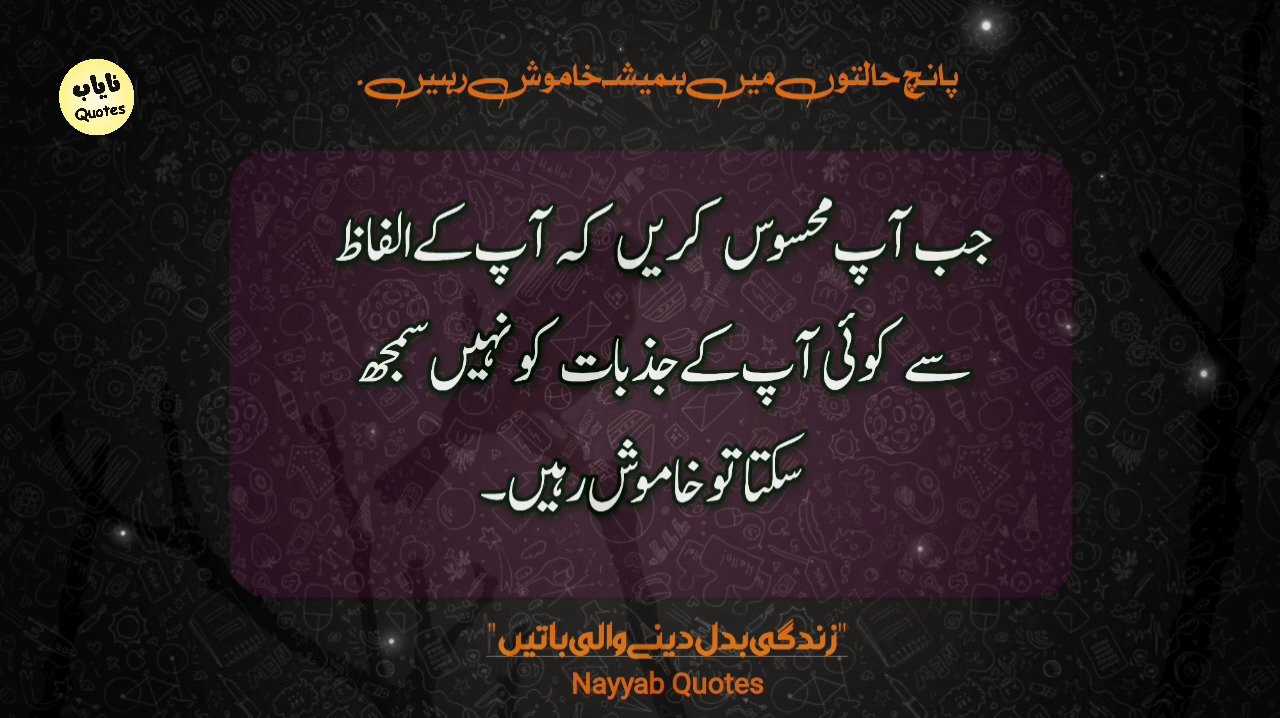 نایاب
Quotes
پانچ حالتوں میں ہمیشہ خاموش رہیں.
جب آپ محسوس کریں کہ آپ کے الفاظ
سے کوئی آپ کے جذبات کو نہیں سمجھ
سکتا تو خاموش رہیں۔
"زندگی بدل دینے والی باتیں"
Nayyab Quotes